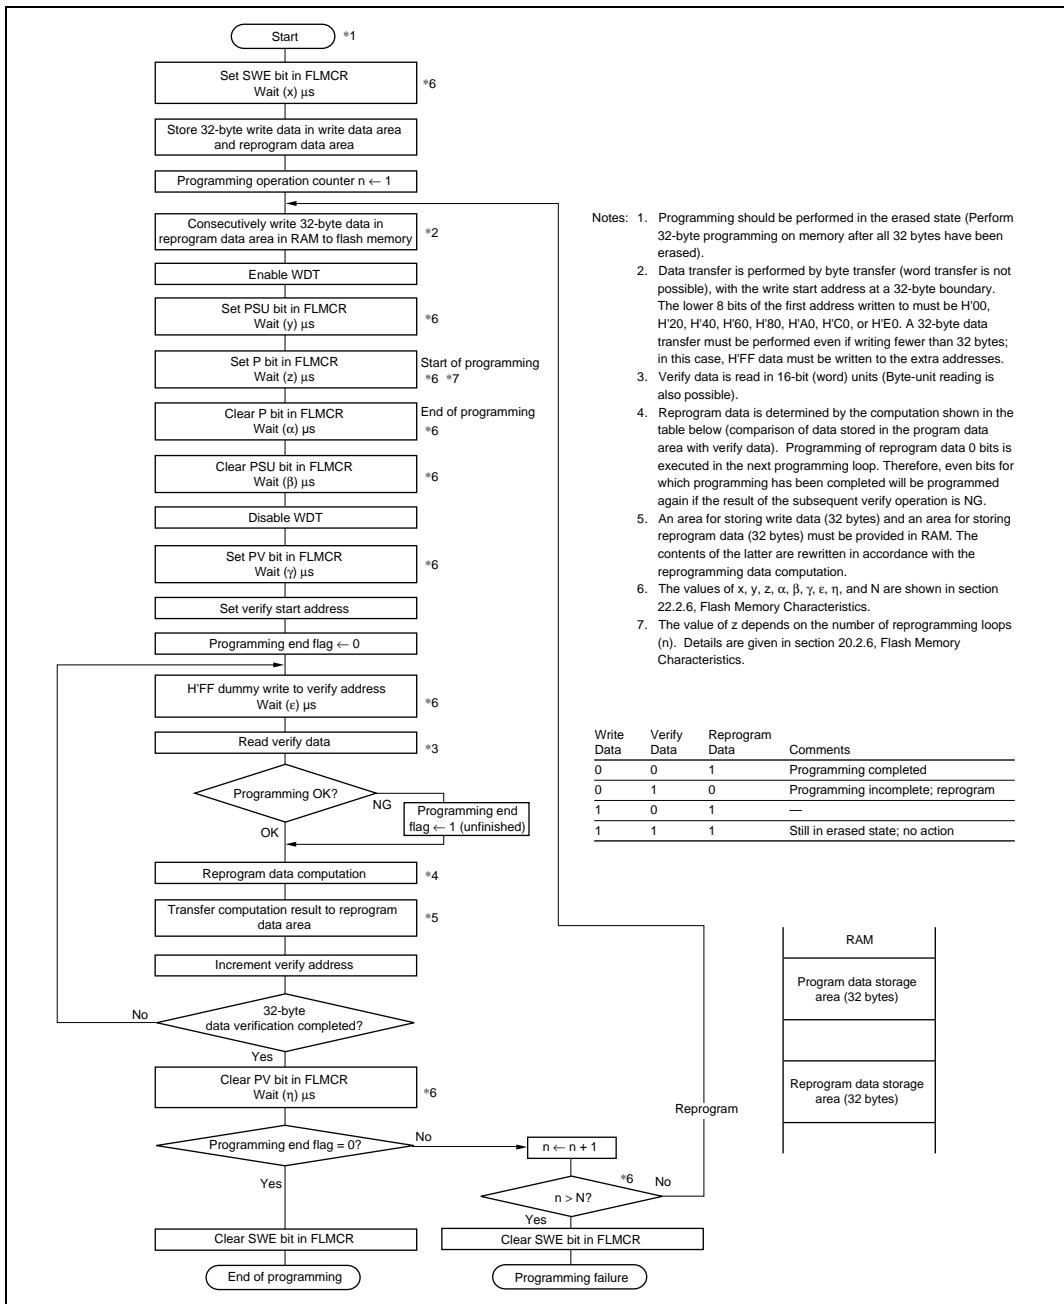 Start *1
Set SWE bit in FLMCR
Wait (x) μs
*6
Store 32-byte write data in write data area
and reprogram data area
Programming operation counter n ← 1
Consecutively write 32-byte data in
reprogram data area in RAM to flash memory
*2
Enable WDT
Set PSU bit in FLMCR
Wait (y) μs
*6
Set P bit in FLMCR
Wait (z) μs
Start of programming
*6 *7
Clear P bit in FLMCR
Wait (α) μs
End of programming
*6
Clear PSU bit in FLMCR
Wait (β) μs
*6
Disable WDT
Set PV bit in FLMCR
Wait (γ) μs
*6
Set verify start address
Programming end flag ← 0
H'FF dummy write to verify address
Wait (ε) μs
*6
Read verify data
*3
Programming OK?
NG
Programming end
flag ← 1 (unfinished)
OK
Reprogram data computation
*4
Transfer computation result to reprogram
data area
*5
Increment verify address
32-byte
data verification completed?
No
Yes
Clear PV bit in FLMCR
Wait (η) μs
*6
Programming end flag = 0?
No
Yes
n ← n + 1
Reprogram
*6
n > N?
No
Yes
Clear SWE bit in FLMCR
Clear SWE bit in FLMCR
End of programming
Programming failure
Notes: 1. Programming should be performed in the erased state (Perform
32-byte programming on memory after all 32 bytes have been
erased).
2. Data transfer is performed by byte transfer (word transfer is not
possible), with the write start address at a 32-byte boundary.
The lower 8 bits of the first address written to must be H'00,
H'20, H'40, H'60, H'80, H'A0, H'C0, or H'E0. A 32-byte data
transfer must be performed even if writing fewer than 32 bytes;
in this case, H'FF data must be written to the extra addresses.
3. Verify data is read in 16-bit (word) units (Byte-unit reading is
also possible).
4. Reprogram data is determined by the computation shown in the
table below (comparison of data stored in the program data
area with verify data). Programming of reprogram data 0 bits is
executed in the next programming loop. Therefore, even bits for
which programming has been completed will be programmed
again if the result of the subsequent verify operation is NG.
5. An area for storing write data (32 bytes) and an area for storing
reprogram data (32 bytes) must be provided in RAM. The
contents of the latter are rewritten in accordance with the
reprogramming data computation.
6. The values of x, y, z, α, β, γ, ε, η, and N are shown in section
22.2.6, Flash Memory Characteristics.
7. The value of z depends on the number of reprogramming loops
(n). Details are given in section 20.2.6, Flash Memory
Characteristics.
Write Verify Reprogram
Data Data Data Comments
0 0 1 Programming completed
0 1 0 Programming incomplete; reprogram
1 0 1 —
1 1 1 Still in erased state; no action
RAM
Program data storage
area (32 bytes)
Reprogram data storage
area (32 bytes)